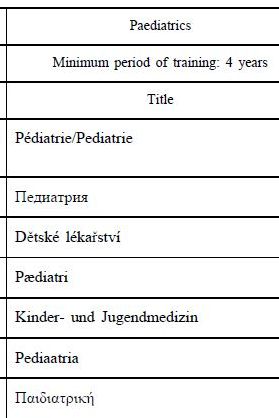 Paediatrics
Minimum period of training: 4 years
Title
Pédiatrie/Pediatrie
Педиатрия
Dětské lékařství
Pædiatri
Kinder- und Jugendmedizin
Pediaatria
Παιδιατρική